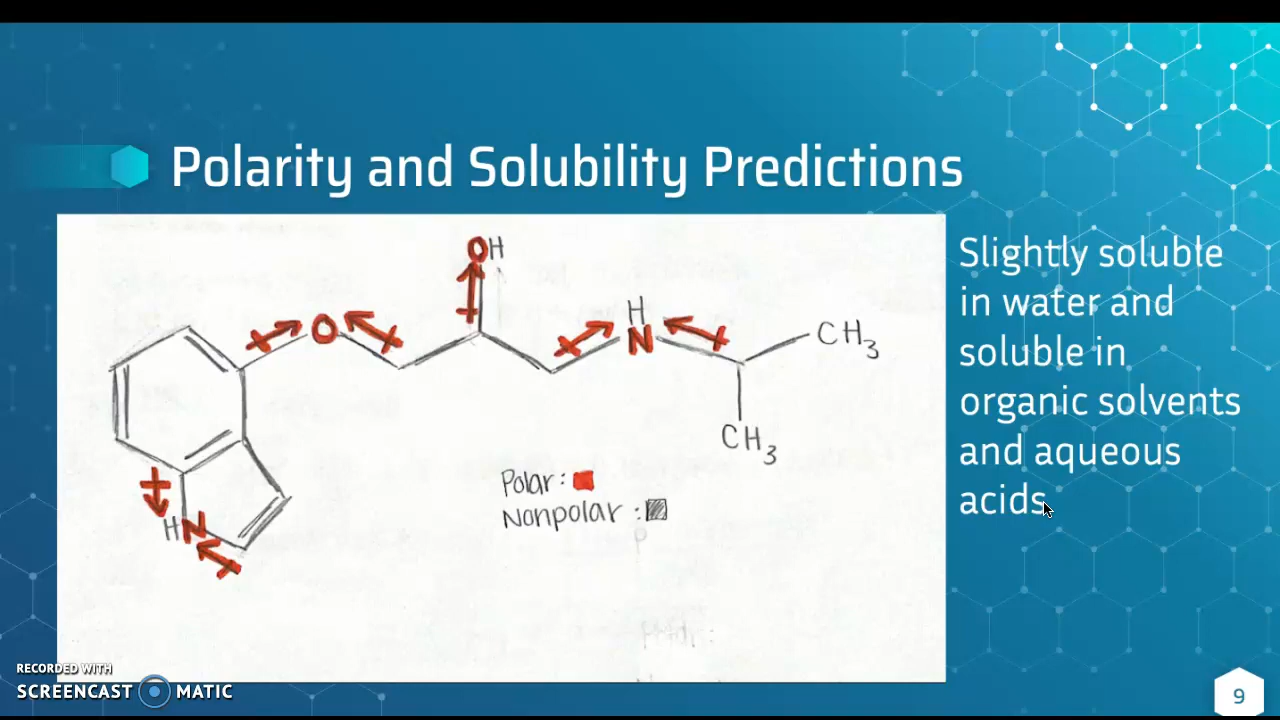 Polarity and Solubility Predictions
OH
H
O
N
CH3
CH3
HN
Polar:
Nonpolar:
Slightly soluble
in water and
soluble in
organic solvents
and aqueous
acids
RECORDED WITH
SCREENCAST MATIC
9